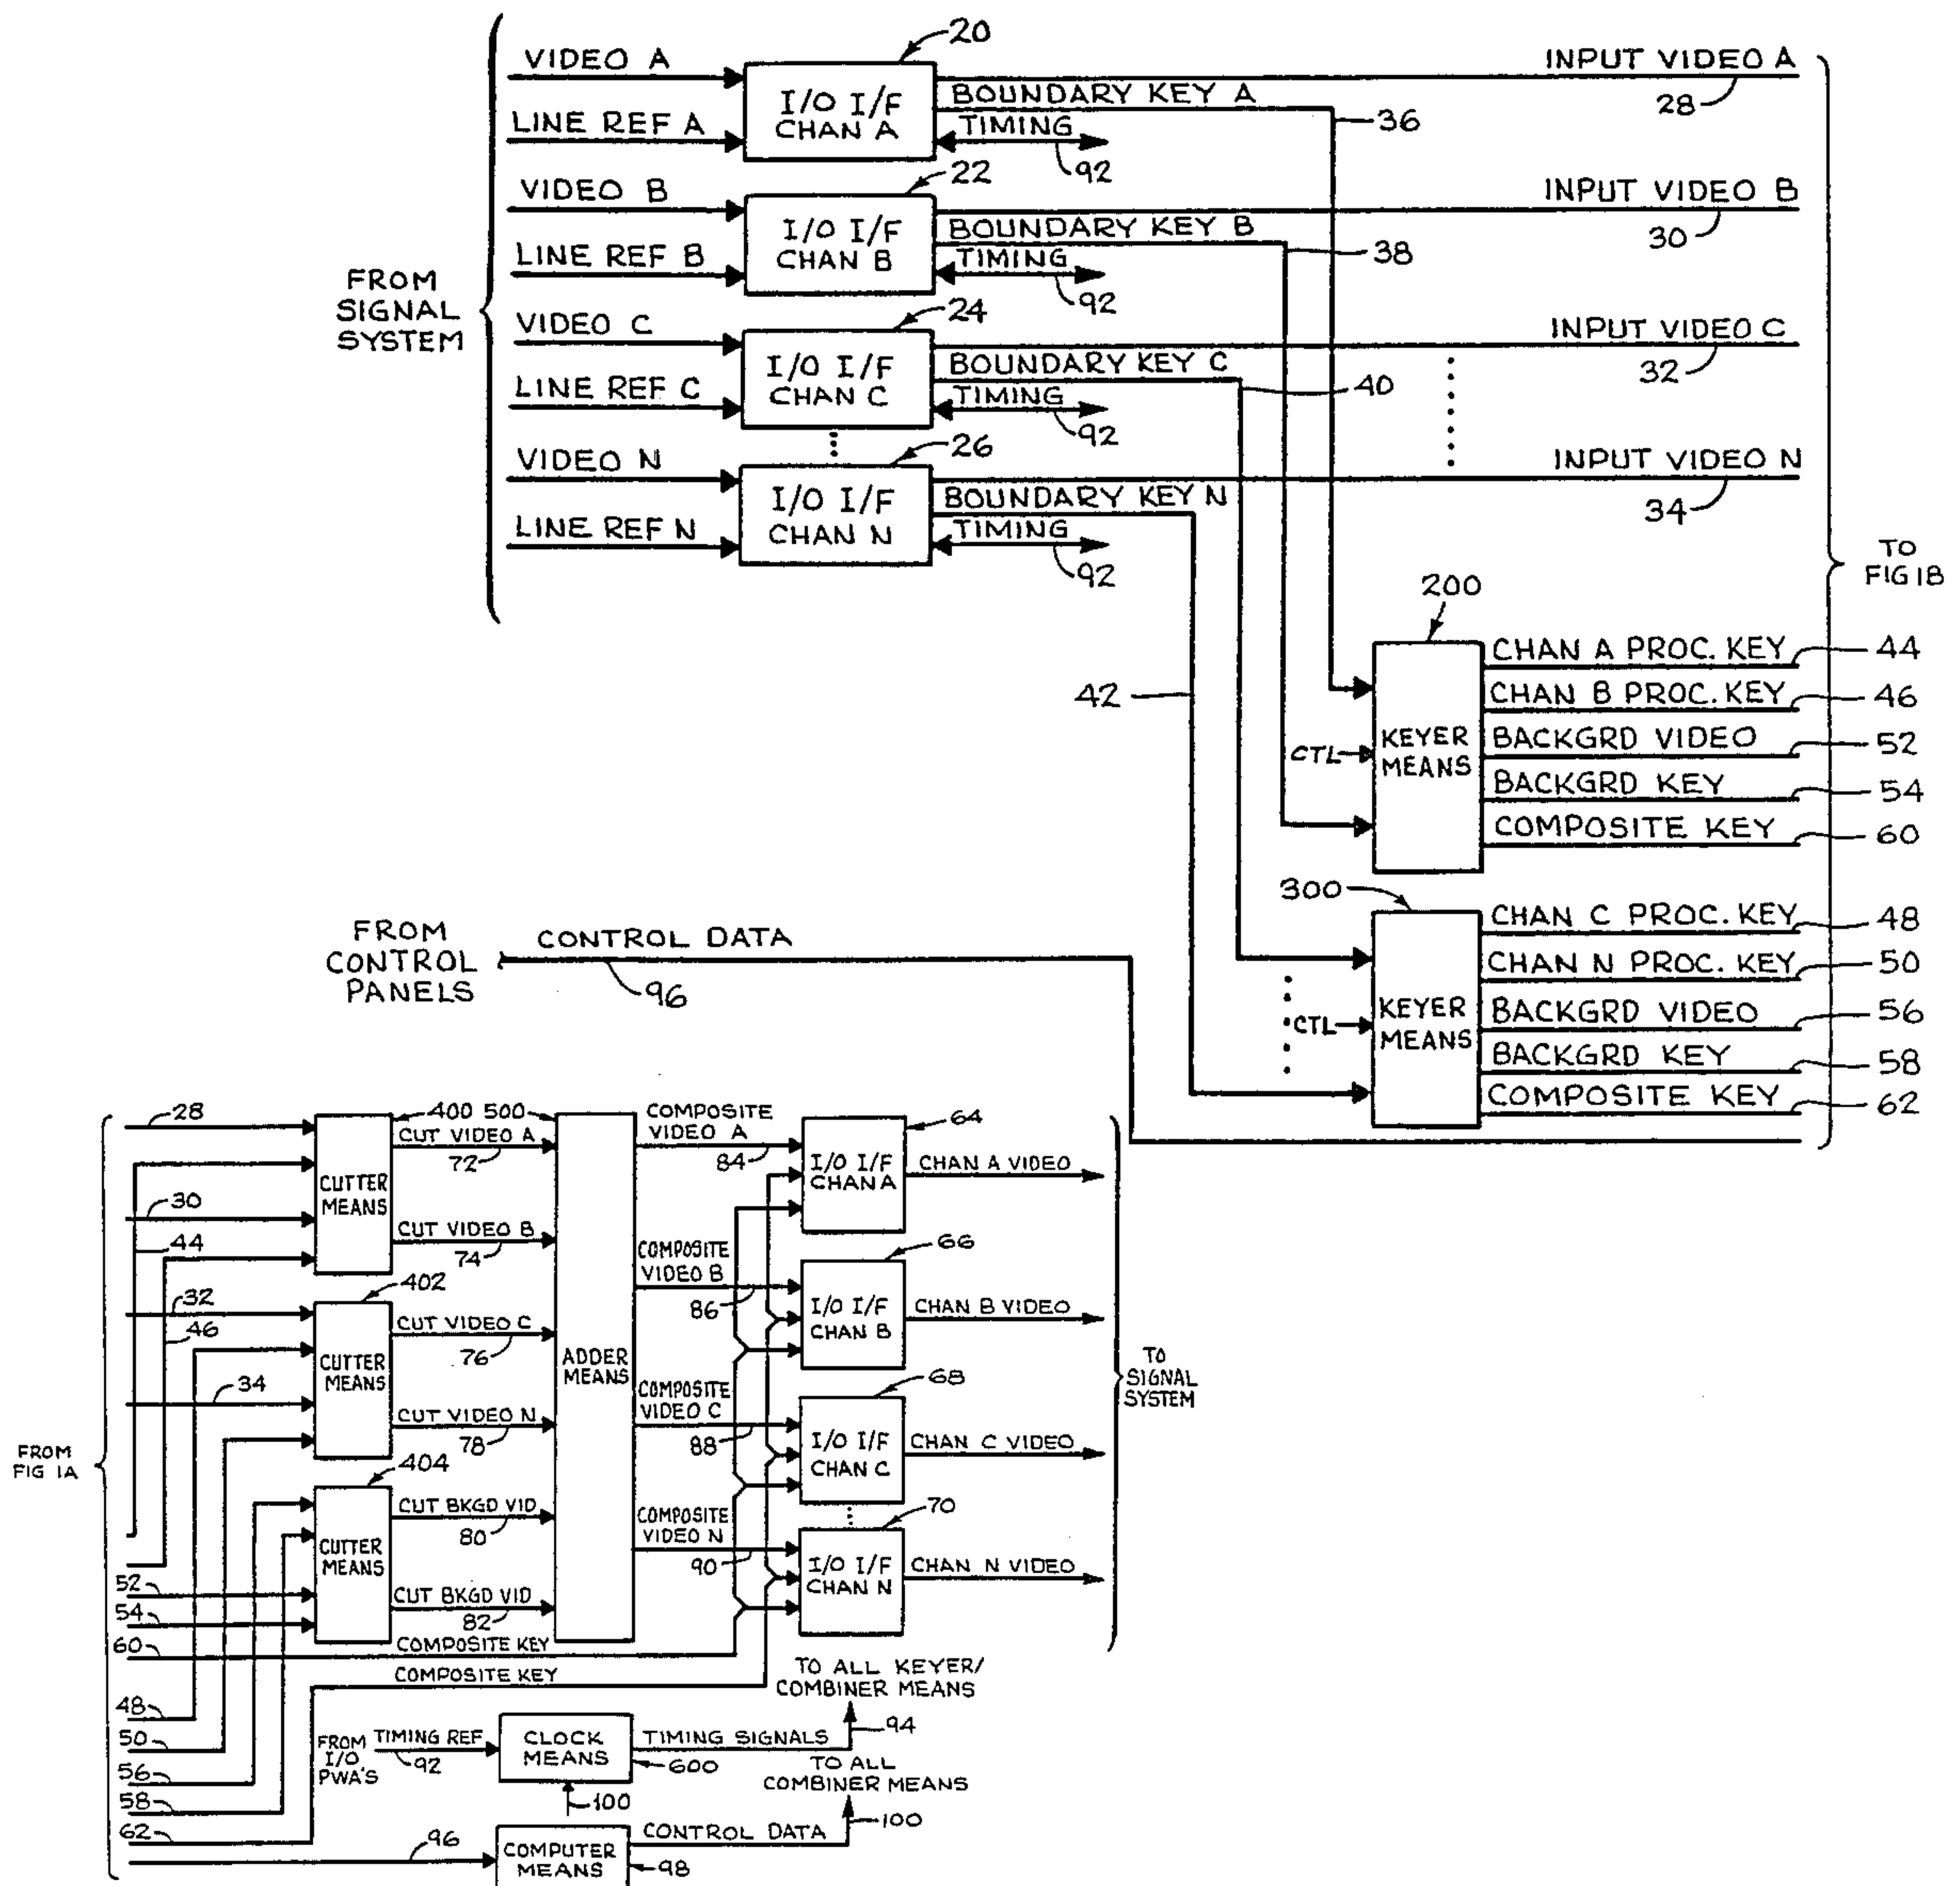 20
VIDEO A
INPUT VIDEO A
I/O I/F
CHAN A
BOUNDARY KEY A
28
LINE REF A
TIMING
36
92
22
VIDEO B
INPUT VIDEO B
I/O I/F
CHAN B
BOUNDARY KEY B
30
LINE REF B
TIMING
38
92
FROM
SIGNAL
SYSTEM
24
VIDEO C
INPUT VIDEO C
I/O I/F
CHAN C
BOUNDARY KEY C
32
LINE REF C
TIMING
40
92
26
VIDEO N
INPUT VIDEO N
I/O I/F
CHAN N
BOUNDARY KEY N
34
LINE REF N
TIMING
92
TO
FIG 1B
200
42
CTL
KEYER
MEANS
CHAN A PROC. KEY
44
CHAN B PROC. KEY
46
BACKGRD VIDEO
52
BACKGRD KEY
54
COMPOSITE KEY
60
300
FROM
CONTROL
PANELS
CONTROL DATA
96
CTL
KEYER
MEANS
CHAN C PROC. KEY
48
CHAN N PROC. KEY
50
BACKGRD VIDEO
56
BACKGRD KEY
58
COMPOSITE KEY
62
FROM
FIG 1A
28
30
44
32
46
34
52
54
60
48
50
56
58
62
96
400
CUTTER
MEANS
402
CUTTER
MEANS
404
CUTTER
MEANS
CUT VIDEO A
72
CUT VIDEO B
74
CUT VIDEO C
76
CUT VIDEO N
78
CUT BKGD VID
80
CUT BKGD VID
82
COMPOSITE KEY
COMPOSITE KEY
500
ADDER
MEANS
COMPOSITE
VIDEO A
84
COMPOSITE
VIDEO B
86
COMPOSITE
VIDEO C
88
COMPOSITE
VIDEO N
90
64
I/O I/F
CHAN A
CHAN A VIDEO
66
I/O I/F
CHAN B
CHAN B VIDEO
68
I/O I/F
CHAN C
CHAN C VIDEO
70
I/O I/F
CHAN N
CHAN N VIDEO
TO
SIGNAL
SYSTEM
TO ALL KEYER/
COMBINER MEANS
FROM
I/O
PWA'S
TIMING REF
92
CLOCK
MEANS
600
TIMING SIGNALS
94
100
TO ALL
COMBINER MEANS
COMPUTER
MEANS
98
CONTROL DATA
100